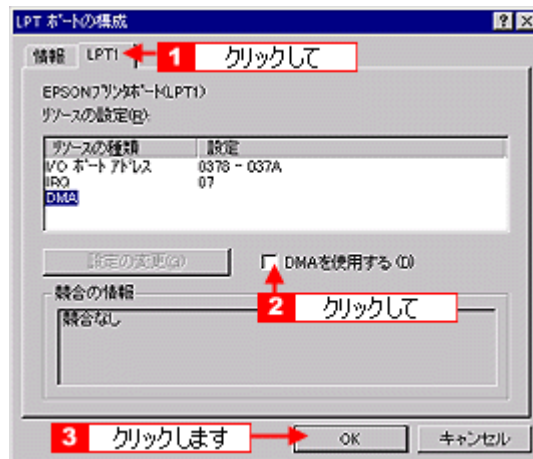 LPT ポートの構成
情報 LPT1 1 クリックして
EPSONプリンタポート(LPT1)
リソースの設定(R):
リソースの種類 設定
I/O ポート アドレス 0378 - 037A
IRQ 07
DMA
設定の変更(G) DMAを使用する (D)
2 クリックして
競合の情報
競合なし
3 クリックします OK キャンセル